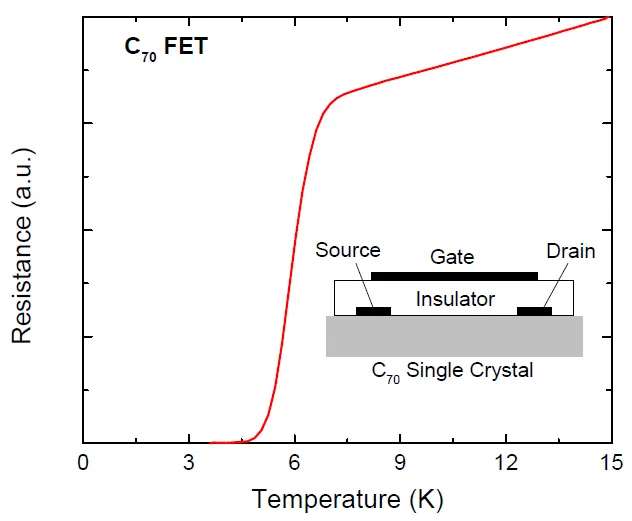 C70 FET
Resistance (a.u.)
Source
Gate
Drain
Insulator
C70 Single Crystal
0 3 6 9 12 15
Temperature (K)